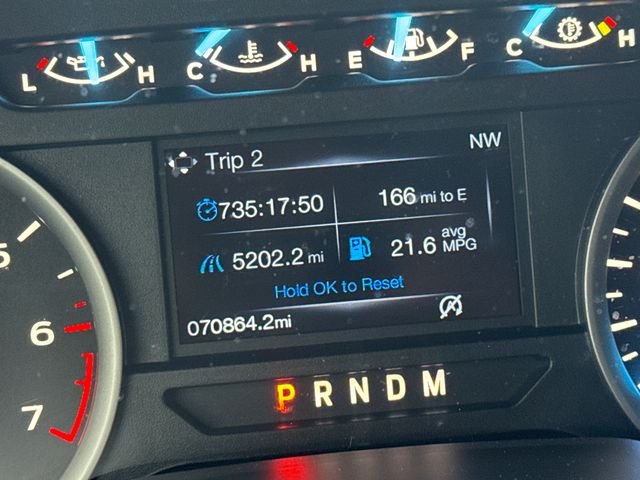 L H C H E F C H
Trip 2 NW
735:17:50 166 mi to E
5202.2 mi 21.6 avg MPG
Hold OK to Reset
070864.2mi
5
6
7
P R N D M